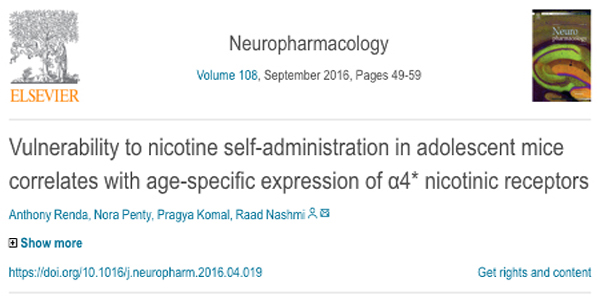 Neuropharmacology
Volume 108, September 2016, Pages 49-59
ELSEVIER
Neuro
pharmacology
Vulnerability to nicotine self-administration in adolescent mice
correlates with age-specific expression of α4* nicotinic receptors
Anthony Renda, Nora Penty, Pragya Komal, Raad Nashmi
Show more
https://doi.org/10.1016/j.neuropharm.2016.04.019
Get rights and content